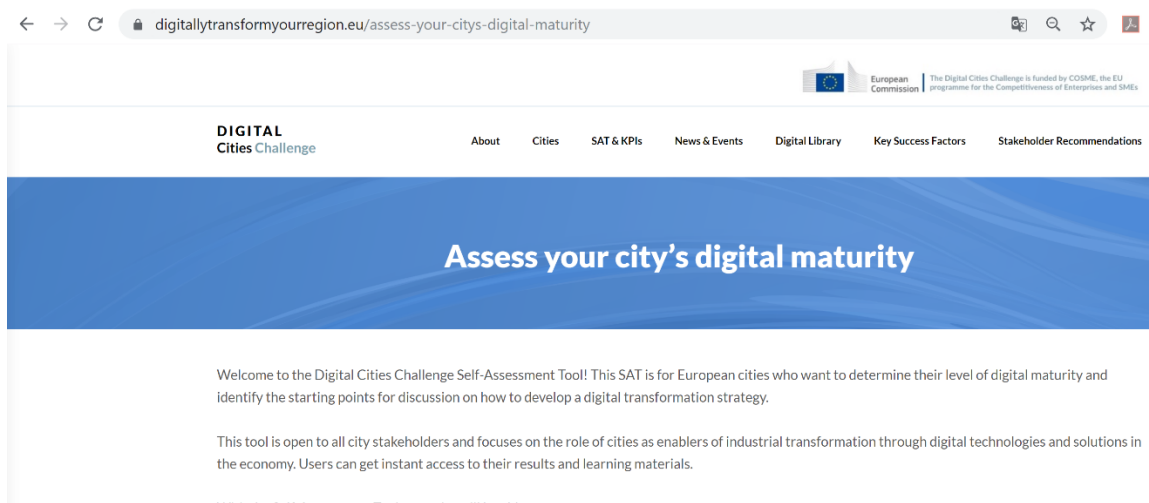 digitallytransformyourregion.eu/assess-your-citys-digital-maturity
European Commission
The Digital Cities Challenge is funded by COSME, the EU
programme for the Competitiveness of Enterprises and SMEs
DIGITAL
Cities Challenge
About Cities SAT & KPIs News & Events Digital Library Key Success Factors Stakeholder Recommendations
Assess your city's digital maturity
Welcome to the Digital Cities Challenge Self-Assessment Tool! This SAT is for European cities who want to determine their level of digital maturity and
identify the starting points for discussion on how to develop a digital transformation strategy.
This tool is open to all city stakeholders and focuses on the role of cities as enablers of industrial transformation through digital technologies and solutions in
the economy. Users can get instant access to their results and learning materials.